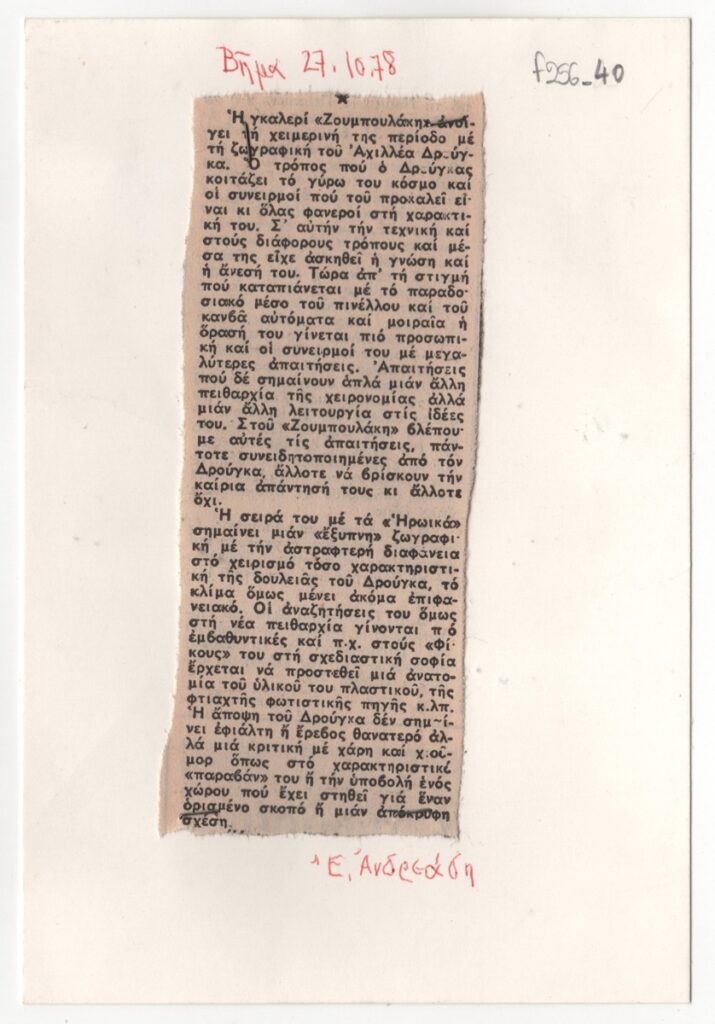 Βῆμα 27.10.78
f256-40
Ἡ γκαλερί «Ζουμπουλάκη» ἀνοί-
γει τή χειμερινή της περίοδο μέ
τή ζωγραφική τοῦ Ἀχιλλέα Δρούγ-
κα. Ὁ τρόπος πού ὁ Δρούγκας
κοιτάζει τό γύρω του κόσμο καί
οἱ συνειρμοί πού τοῦ προκαλεῖ εἶ-
ναι κι ὅλας φανεροί στή χαρακτι-
κή του. Σ' αὐτήν τήν τεχνική καί
στούς διάφορους τρόπους καί μέ-
σα της εἶχε ἀσκηθεῖ ἡ γνώση καί
ἡ ἄνεσή του. Τώρα ἀπ' τή στιγμή
πού καταπιάνεται μέ τό παραδο-
σιακό μέσο τοῦ πινέλλου καί τοῦ
κανβᾶ αὐτόματα καί μοιραῖα ἡ
ὅρασή του γίνεται πιό προσωπι-
κή καί οἱ συνειρμοί του μέ μεγα-
λύτερες ἀπαιτήσεις. Ἀπαιτήσεις
πού δέ σημαίνουν ἁπλά μιάν ἄλλη
πειθαρχία τῆς χειρονομίας ἀλλά
μιάν ἄλλη λειτουργία στίς ἰδέες
του. Στοῦ «Ζουμπουλάκη» βλέπου-
με αὐτές τίς ἀπαιτήσεις, πάν-
τοτε συνειδητοποιημένες ἀπό τόν
Δρούγκα, ἄλλοτε νά βρίσκουν τήν
καίρια ἀπάντησή τους κι ἄλλοτε
ὄχι.
Ἡ σειρά του μέ τά «Ἡρωικά»
σημαίνει μιάν «ἔξυπνη» ζωγραφι-
κή μέ τήν ἀστραφτερή διαφάνεια
στό χειρισμό τόσο χαρακτηριστι-
κή τῆς δουλειᾶς τοῦ Δρούγκα, τό
κλίμα ὅμως μένει ἀκόμα ἐπιφα-
νειακό. Οἱ ἀναζητήσεις του ὅμως
στή νέα πειθαρχία γίνονται πιό
ἐμβαθυντικές καί π.χ. στούς «Φί-
κους» του στή σχεδιαστική σοφία
ἔρχεται νά προστεθεῖ μιά ἀνατο-
μία τοῦ ὑλικοῦ του πλαστικοῦ, τῆς
φτιαχτῆς φωτιστικῆς πηγῆς κ.λπ.
Ἡ ἄποψη τοῦ Δρούγκα δέν σημαί-
νει ἐφιάλτη ἤ ἔρεβος θανατερό ἀλ-
λά μιά κριτική μέ χάρη καί χιοῦ-
μορ ὅπως στό χαρακτηριστικό
«παραβάν» του ἤ τήν ὑποβολή ἑνός
χώρου πού ἔχει στηθεῖ γιά ἕναν
ὁρισμένο σκοπό ἤ μιάν ἀπόκρυφη
σχέση...
Ἑ. Ἀνδρεάδη